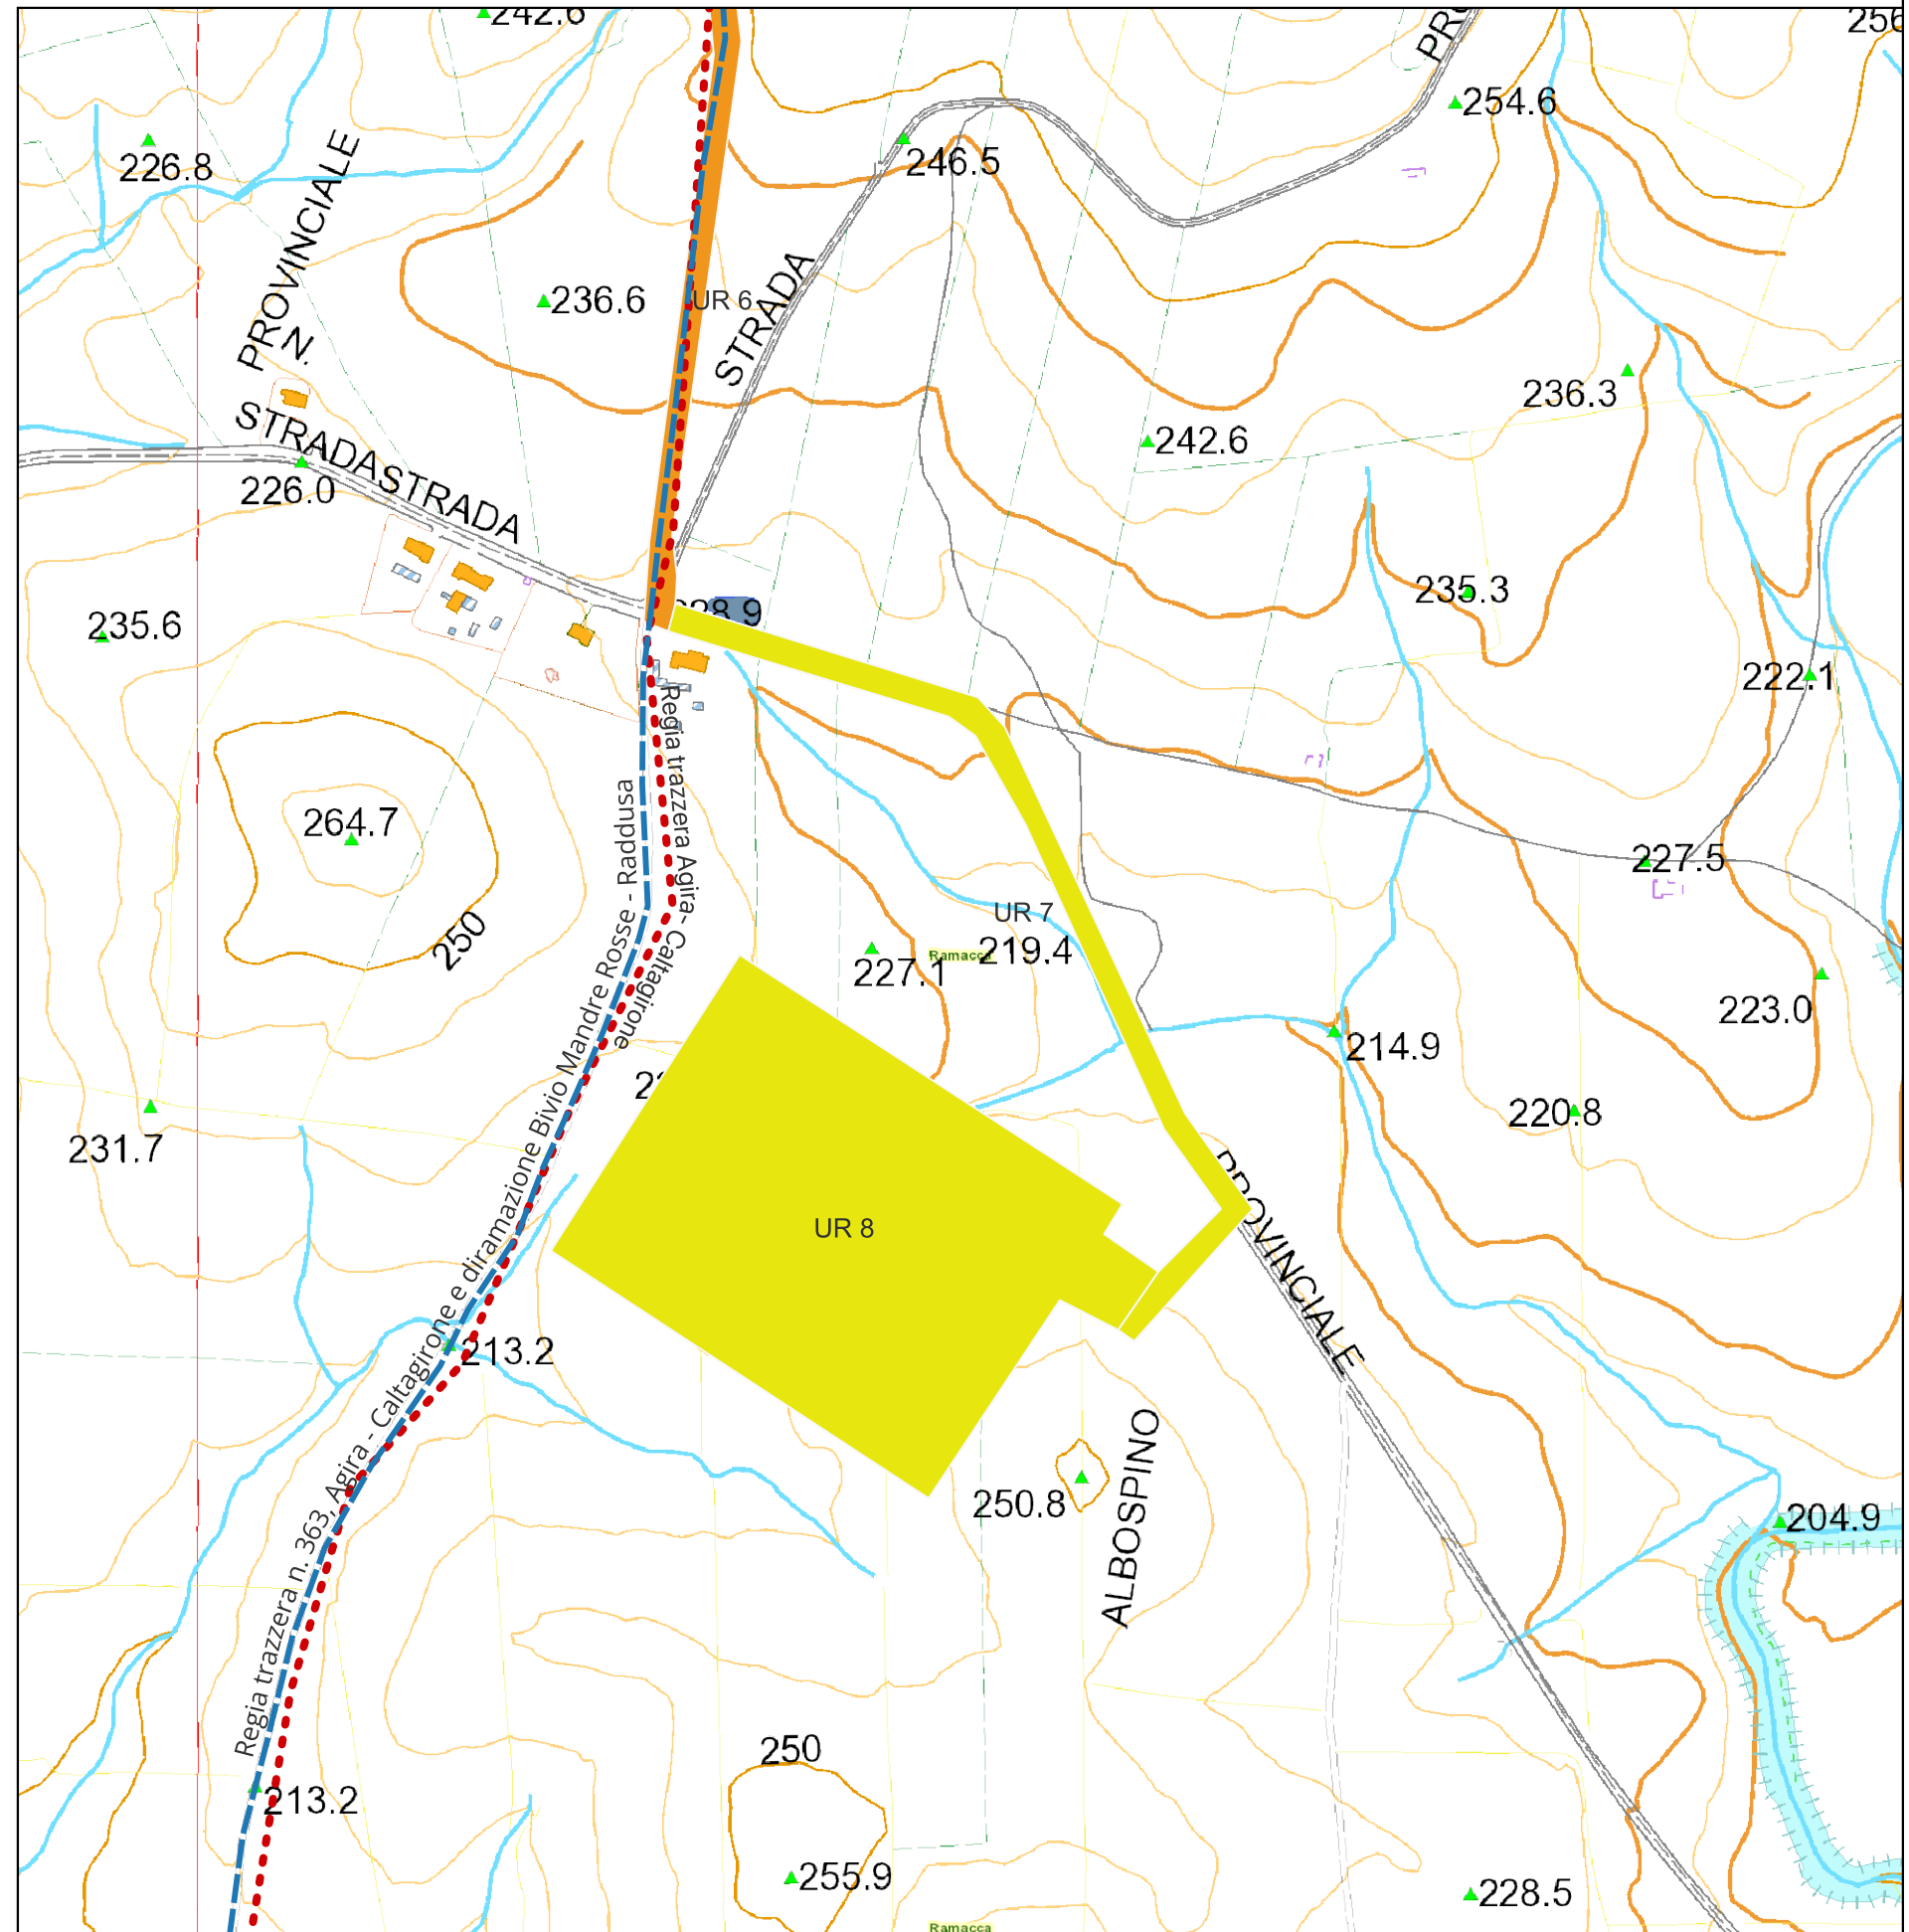 242.6
PRO
256
254.6
226.8
PROVINCIALE
N.
246.5
236.6
UR 6
STRADA
236.3
STRADASTRADA
242.6
226.0
235.3
228.9
235.6
222.1
Regia trazzera Agira- Caltagirone
264.7
227.5
250
UR 7
Ramacca
219.4
227.1
223.0
214.9
220.8
231.7
PROVINCIALE
UR 8
213.2
Regia trazzera n. 363, Agira - Caltagirone e diramazione Bivio Mandre Rosse - Raddusa
250.8
ALBOSPINO
204.9
250
213.2
255.9
228.5
Ramacca